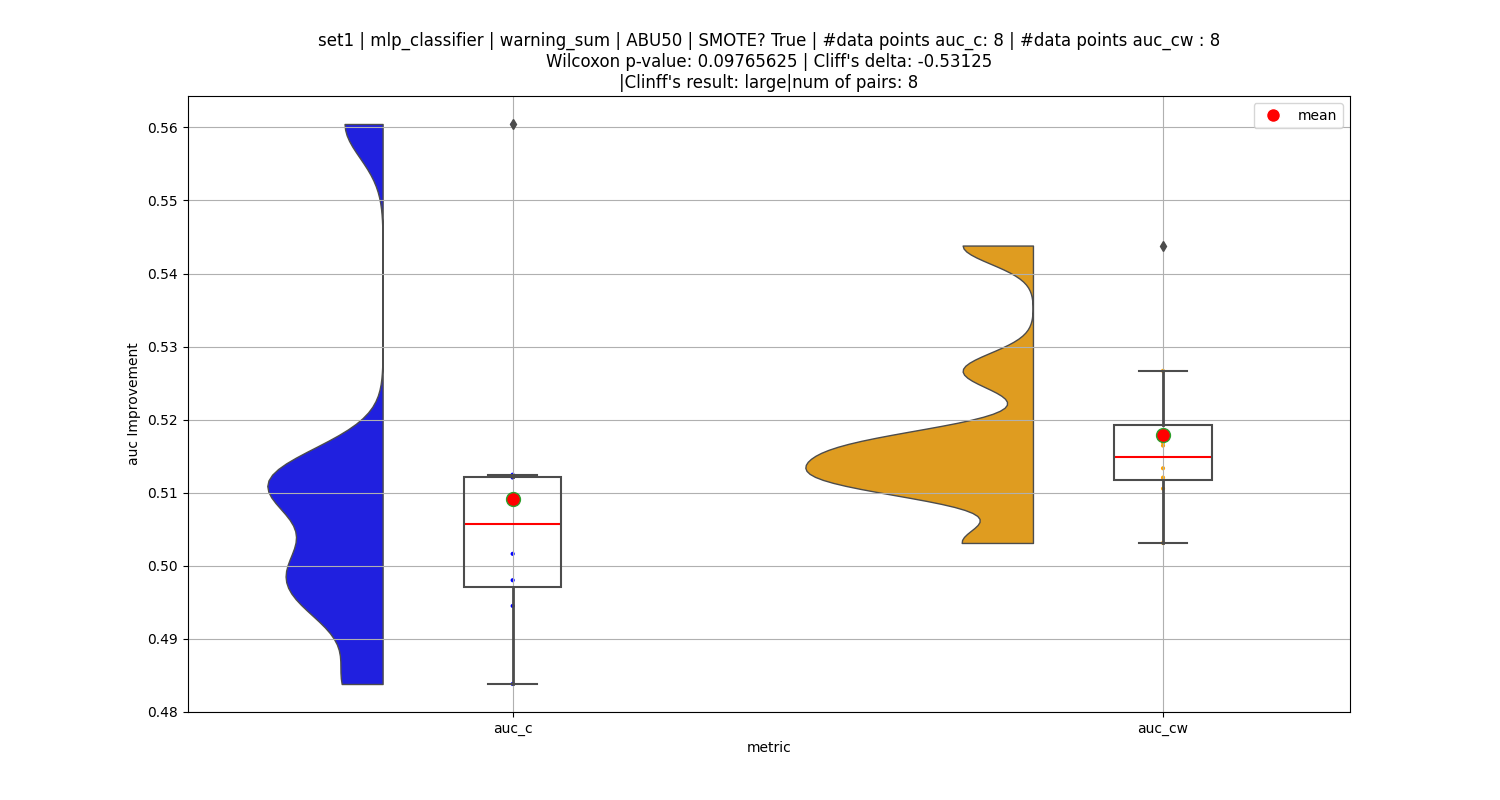 set1 | mlp_classifier | warning_sum | ABU50 | SMOTE? True | #data points auc_c: 8 | #data points auc_cw : 8
Wilcoxon p-value: 0.09765625 | Cliff's delta: -0.53125
|Clinff's result: large|num of pairs: 8
mean
0.56
0.55
0.54
0.53
0.52
0.51
0.50
0.49
0.48
auc Improvement
auc_c
auc_cw
metric